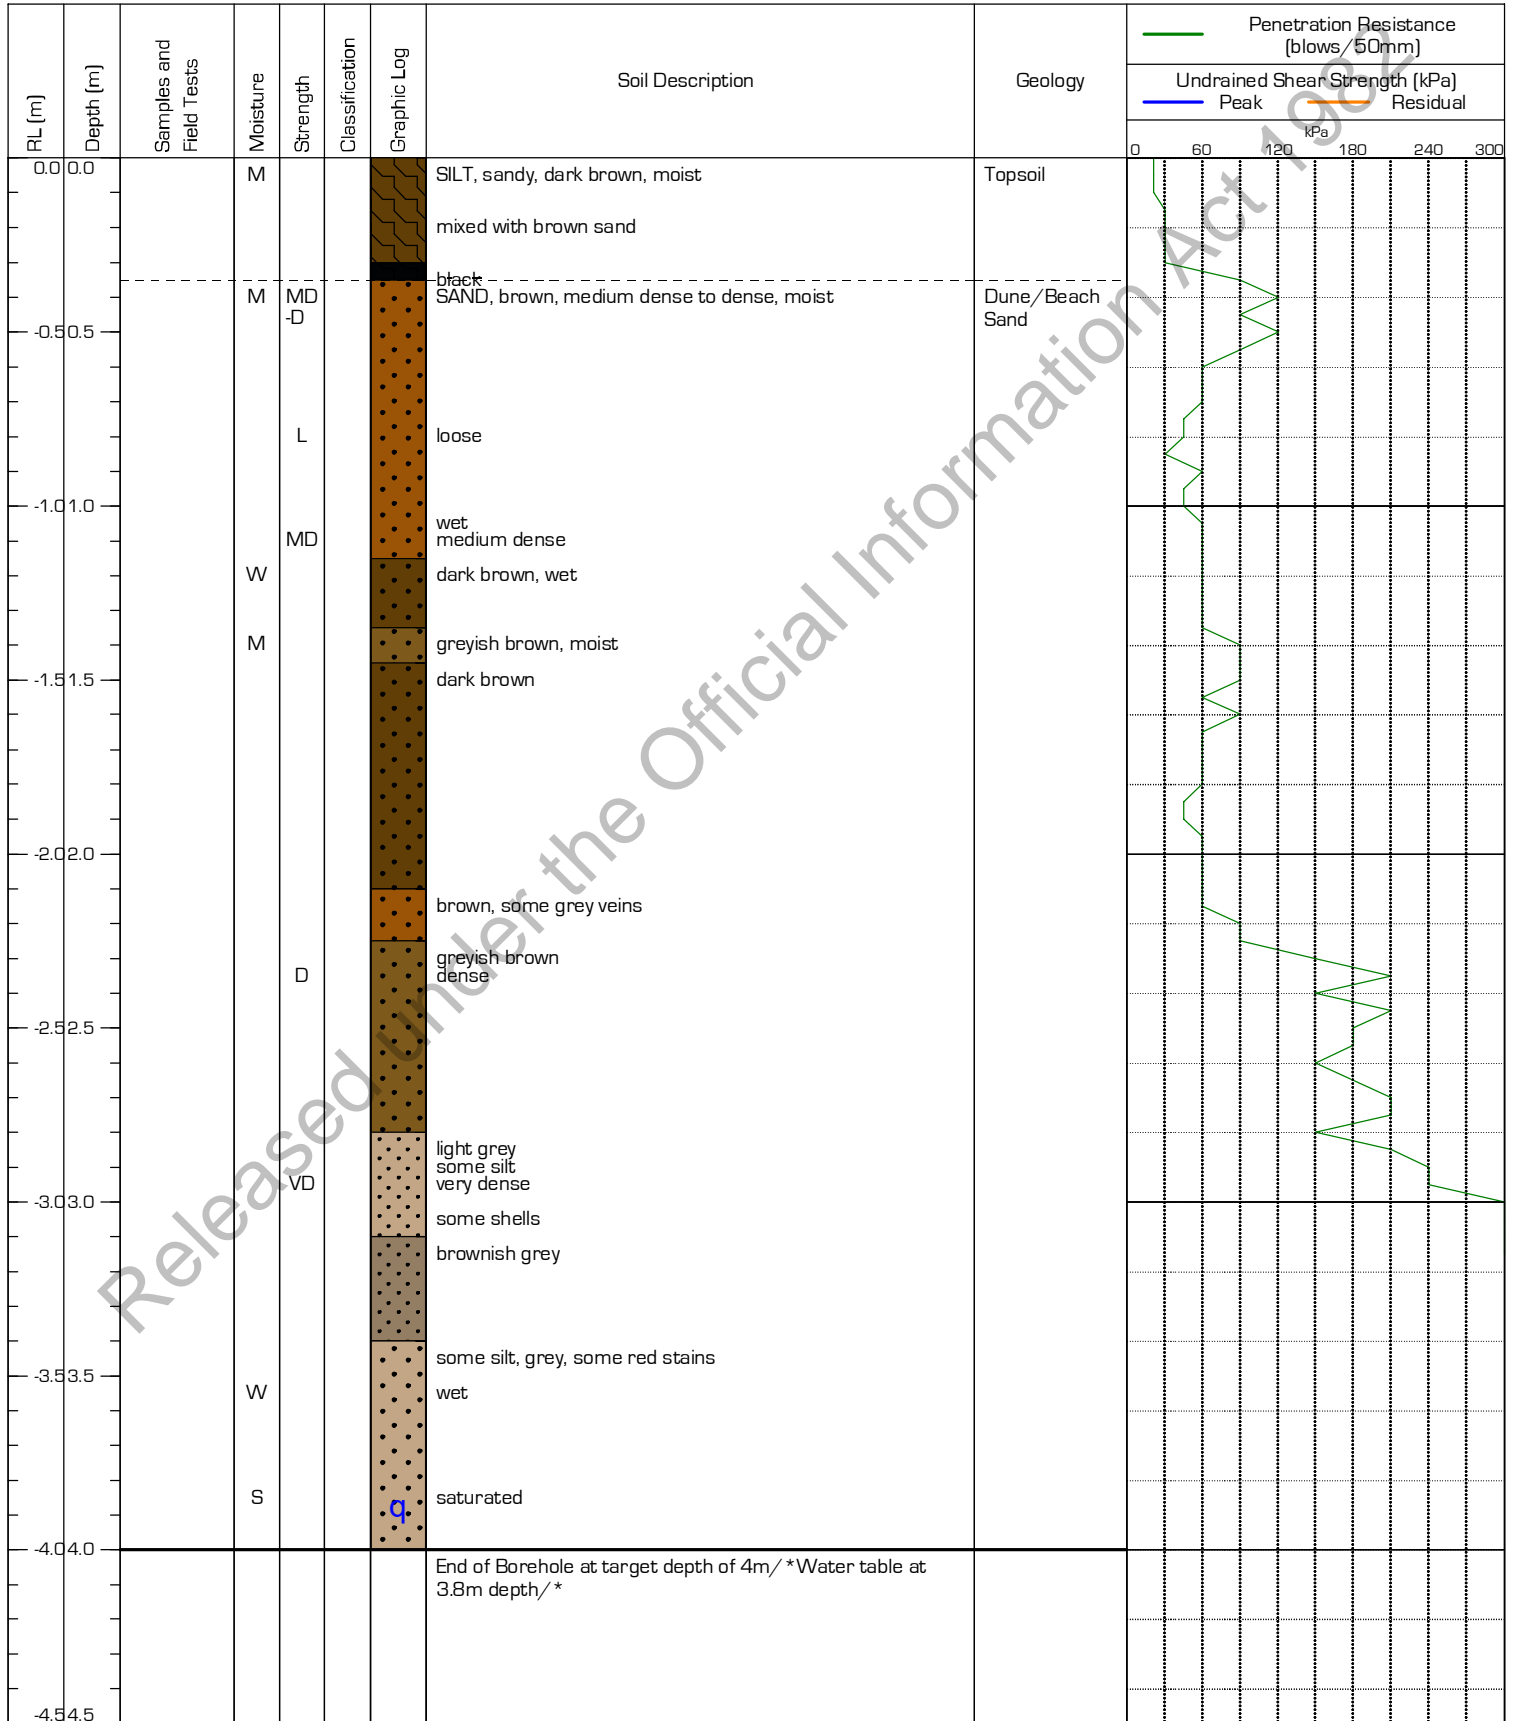 RL (m)
Depth (m)
Samples and
Field Tests
Moisture
Strength
Classification
Graphic Log
Soil Description
Geology
Penetration Resistance
(blows/50mm)
Undrained Shear Strength (kPa)
Peak Residual
kPa
0 60 120 180 240 300
0.0 0.0 M SILT, sandy, dark brown, moist Topsoil
mixed with brown sand
black
M MD SAND, brown, medium dense to dense, moist Dune/Beach
-D Sand
-0.5 0.5
L loose
-1.0 1.0
wet
MD medium dense
W dark brown, wet
M greyish brown, moist
-1.5 1.5 dark brown
-2.0 2.0
brown, some grey veins
greyish brown
D dense
-2.5 2.5
light grey
some silt
VD very dense
-3.0 3.0
some shells
brownish grey
some silt, grey, some red stains
-3.5 3.5
W wet
S saturated
q
-4.0 4.0
End of Borehole at target depth of 4m/*Water table at
3.8m depth/*
-4.5 4.5
Released under the Official Information Act 1982